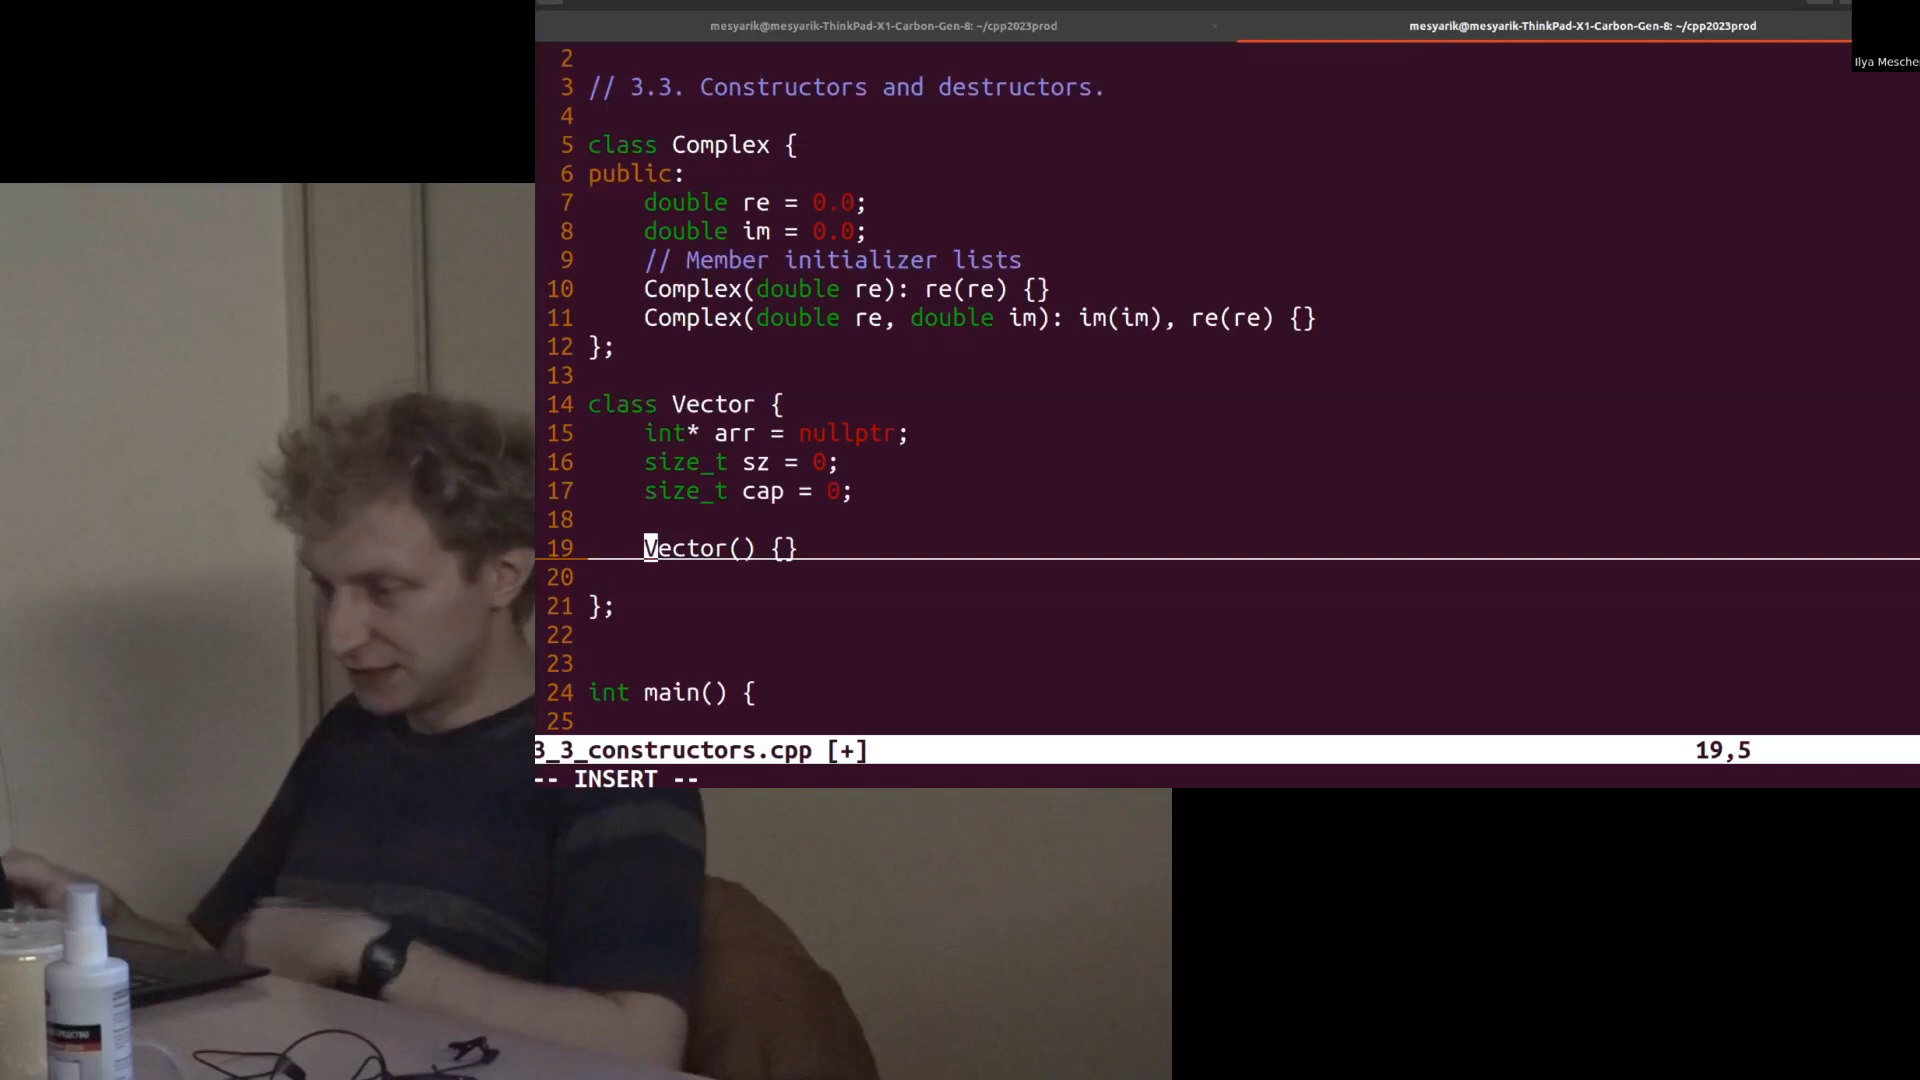 mesyarik@mesyarik-ThinkPad-X1-Carbon-Gen-8: ~/cpp2023prod × mesyarik@mesyarik-ThinkPad-X1-Carbon-Gen-8: ~/cpp2023prod
Ilya Mesche
2
3 // 3.3. Constructors and destructors.
4
5 class Complex {
6 public:
7     double re = 0.0;
8     double im = 0.0;
9     // Member initializer lists
10     Complex(double re): re(re) {}
11     Complex(double re, double im): im(im), re(re) {}
12 };
13
14 class Vector {
15     int* arr = nullptr;
16     size_t sz = 0;
17     size_t cap = 0;
18
19     Vector() {}
20
21 };
22
23
24 int main() {
25
3_3_constructors.cpp [+] 19,5
-- INSERT --